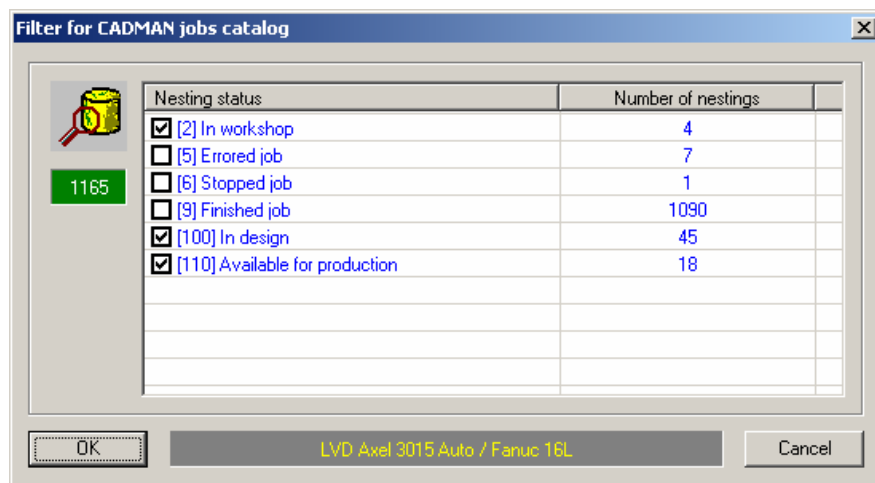 Filter for CADMAN jobs catalog
Nesting status Number of nestings
[2] In workshop 4
[5] Errored job 7
1165
[6] Stopped job 1
[9] Finished job 1090
[100] In design 45
[110] Available for production 18
OK LVD Axel 3015 Auto / Fanuc 16L Cancel